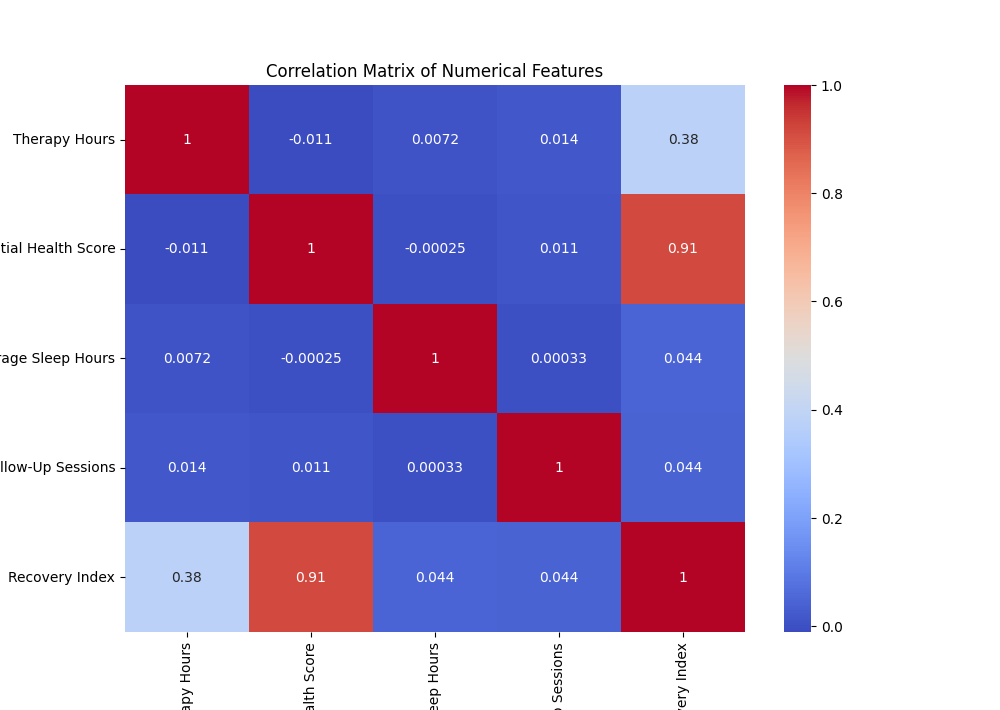 Correlation Matrix of Numerical Features
Therapy Hours 1 -0.011 0.0072 0.014 0.38
tial Health Score -0.011 1 -0.00025 0.011 0.91
rage Sleep Hours 0.0072 -0.00025 1 0.00033 0.044
llow-Up Sessions 0.014 0.011 0.00033 1 0.044
Recovery Index 0.38 0.91 0.044 0.044 1
apy Hours
alth Score
eep Hours
p Sessions
very Index
1.0
0.8
0.6
0.4
0.2
0.0